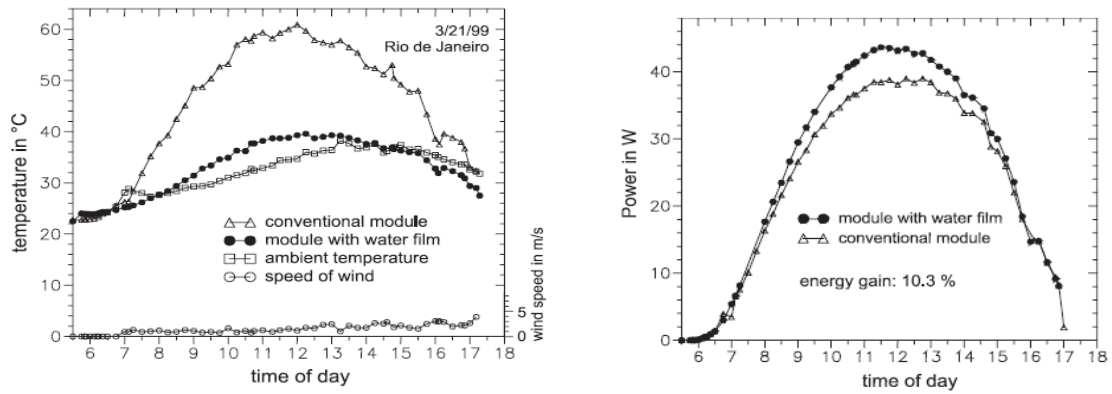 3/21/99
Rio de Janeiro
temperature in °C
60
50
40
30
20
10
0
conventional module
module with water film
ambient temperature
speed of wind
5
0
wind speed in m/s
6 7 8 9 10 11 12 13 14 15 16 17 18
time of day
Power in W
40
30
20
10
0
module with water film
conventional module
energy gain: 10.3 %
6 7 8 9 10 11 12 13 14 15 16 17 18
time of day